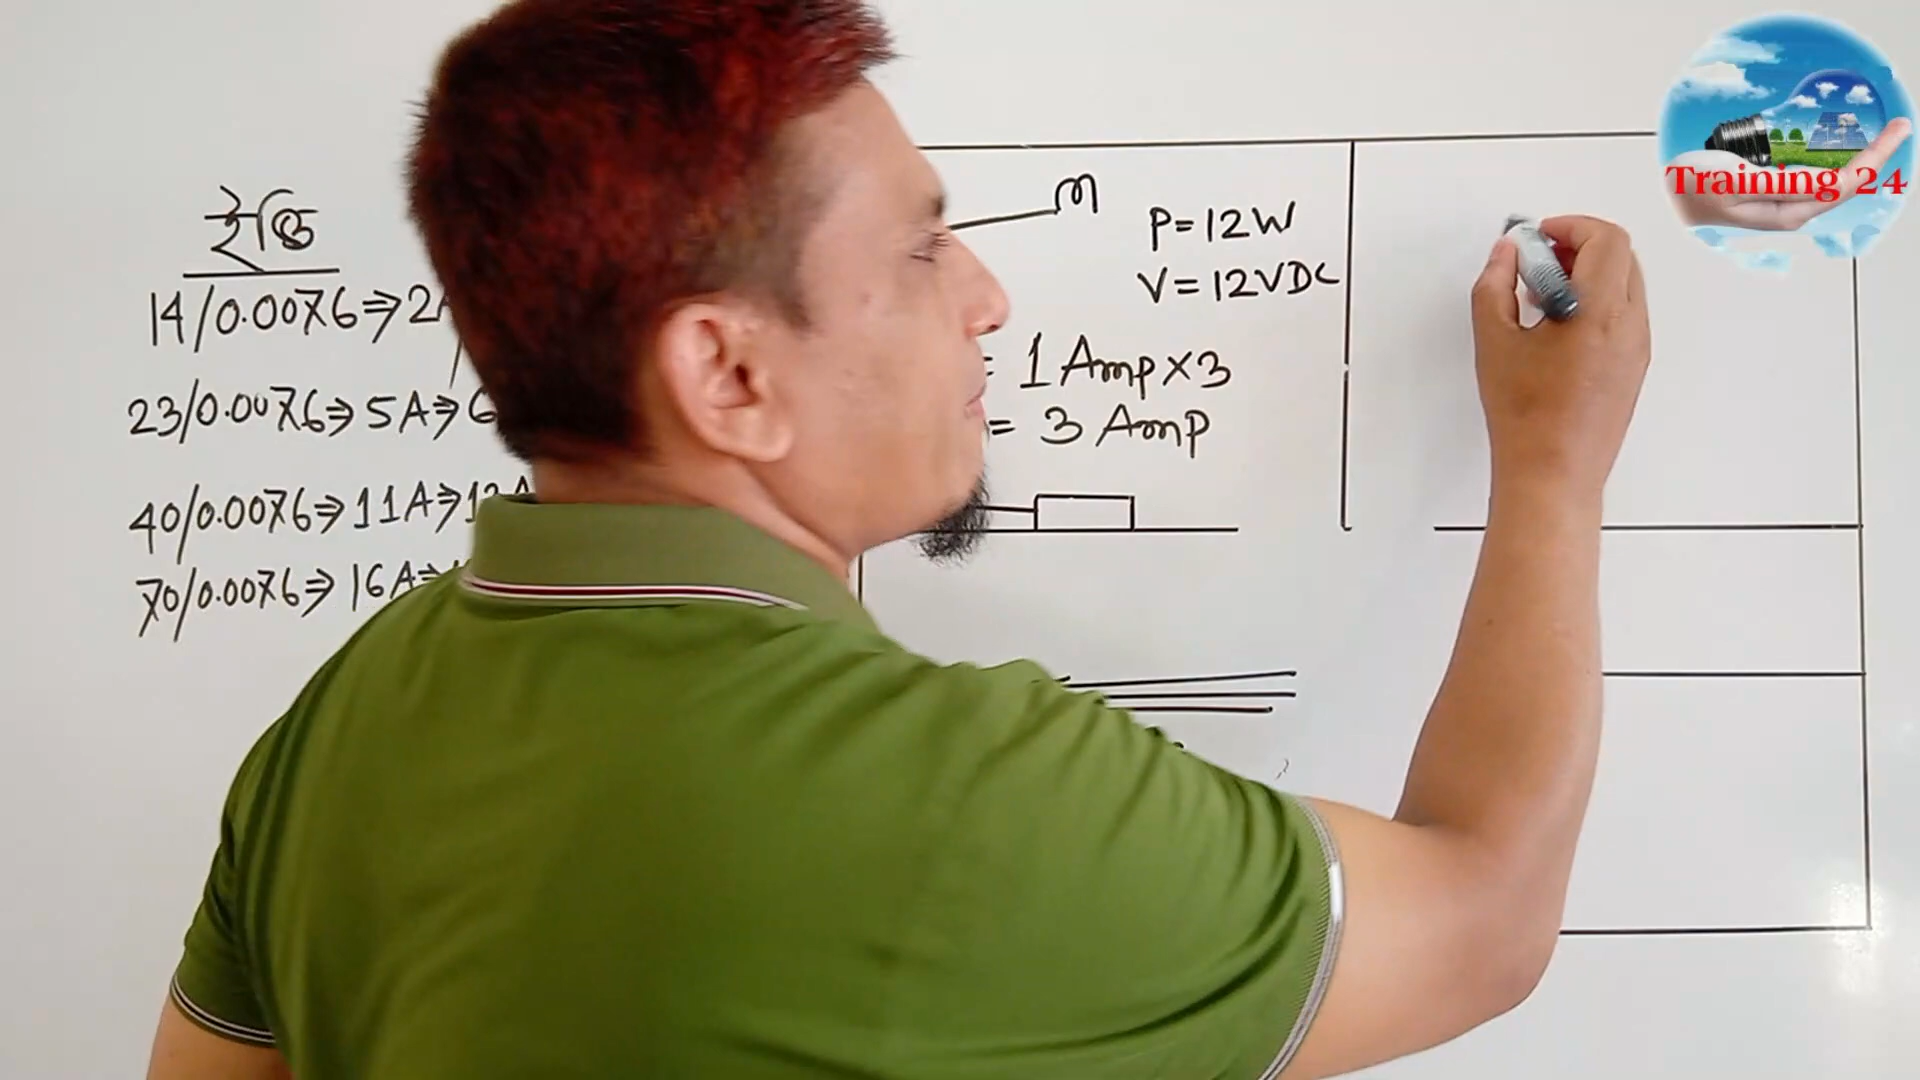 ইঞ্চি
14/0.0076⇒2A
23/0.0076⇒5A⇒6
40/0.0076⇒11A⇒12A
70/0.0076⇒16A⇒
P=12W
V=12VDC
= 1 Amp×3
= 3 Amp
Training 24